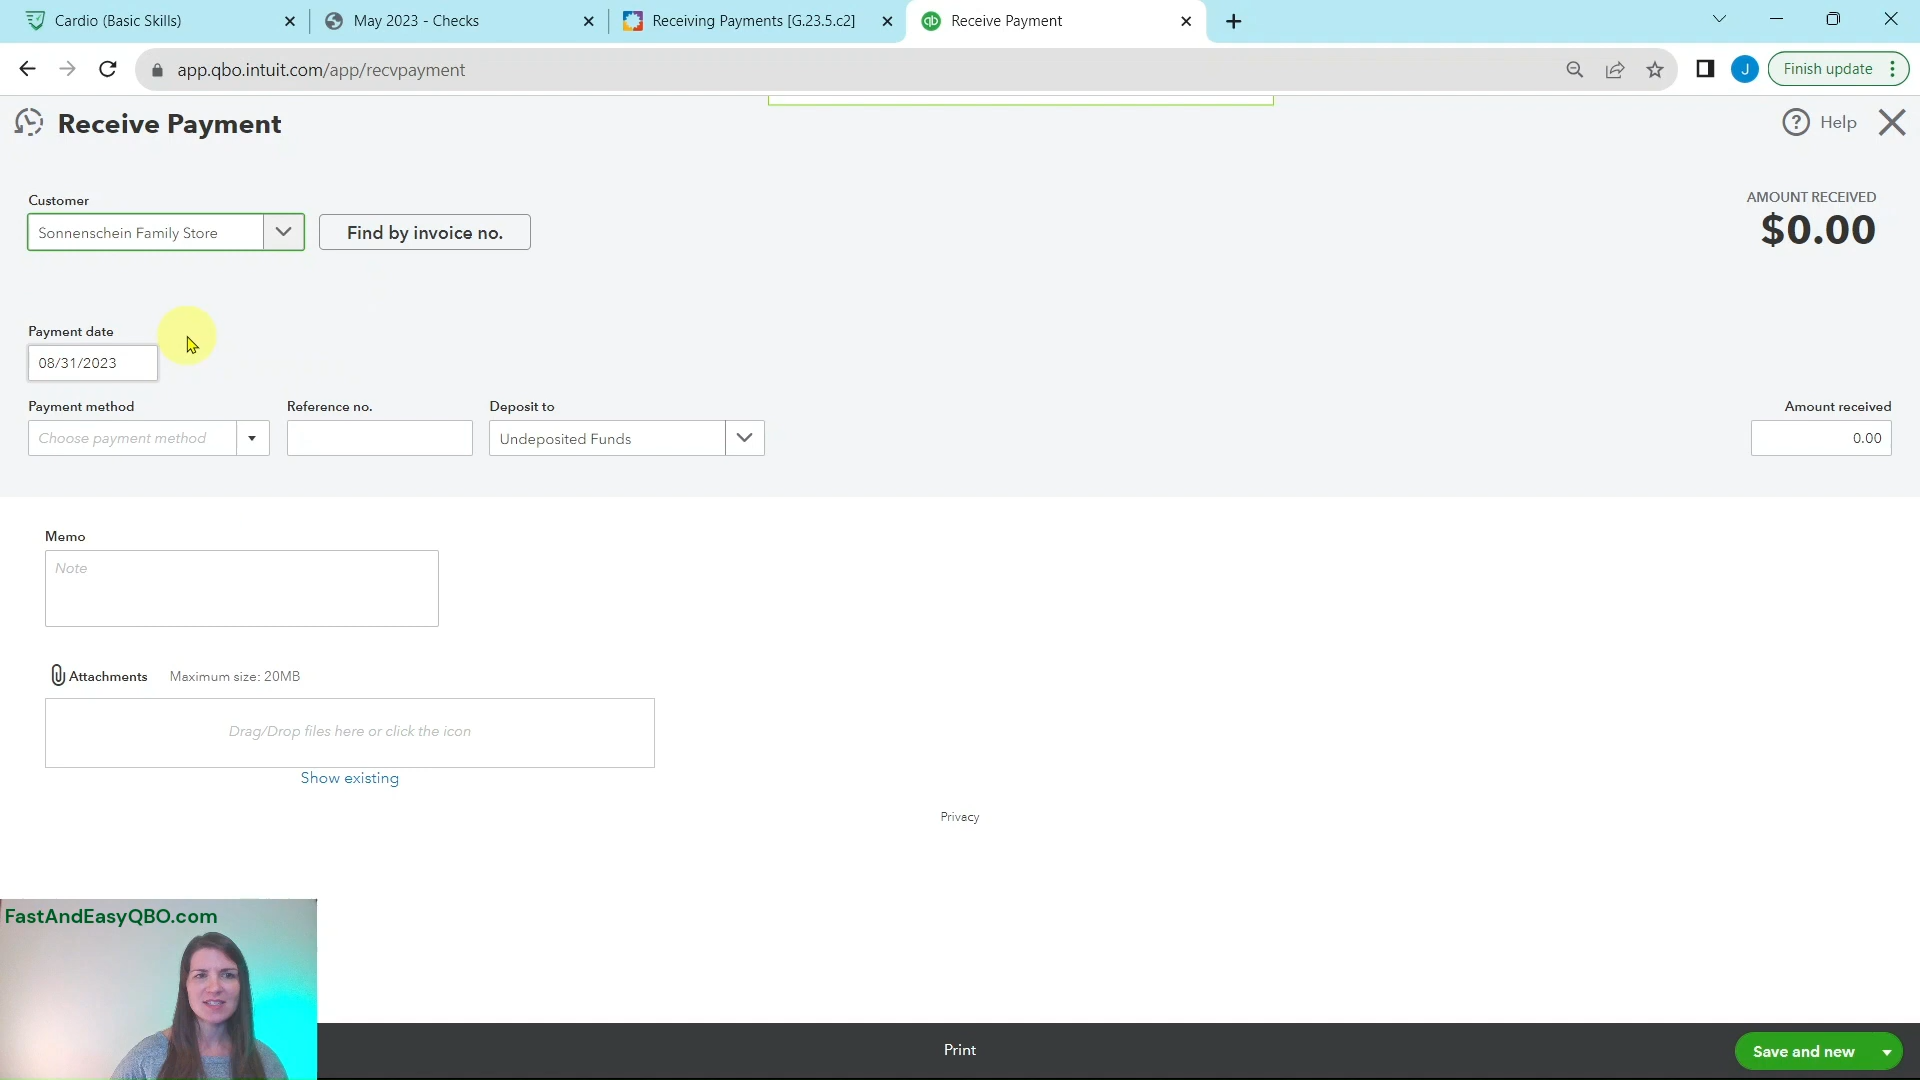 Cardio (Basic Skills)
May 2023 - Checks
Receiving Payments [G.23.5.c2]
qb Receive Payment
app.qbo.intuit.com/app/recvpayment
J
Finish update
Receive Payment
? Help
Customer
Sonnenschein Family Store
Find by invoice no.
AMOUNT RECEIVED
$0.00
Payment date
08/31/2023
Payment method
Reference no.
Deposit to
Amount received
Choose payment method
Undeposited Funds
0.00
Memo
Note
Attachments Maximum size: 20MB
Drag/Drop files here or click the icon
Show existing
Privacy
FastAndEasyQBO.com
Print
Save and new